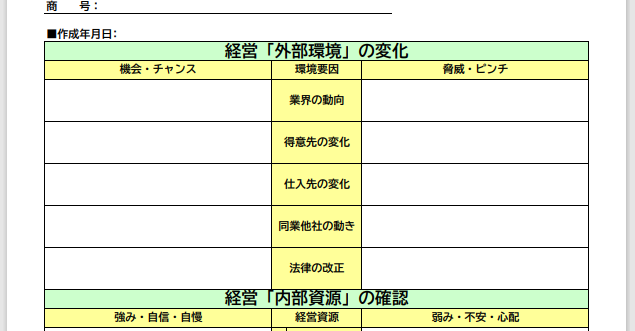 商　　号：
■作成年月日：
経営「外部環境」の変化
機会・チャンス 環境要因 脅威・ピンチ
業界の動向
得意先の変化
仕入先の変化
同業他社の動き
法律の改正
経営「内部資源」の確認
強み・自信・自慢 経営資源 弱み・不安・心配